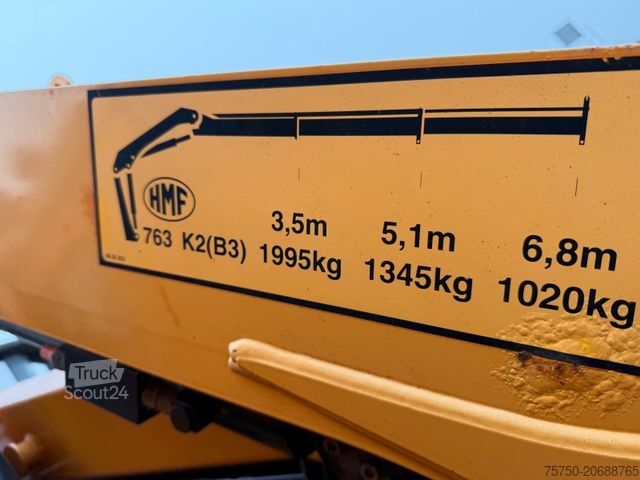 HMF
763 K2(B3)
3,5m 5,1m 6,8m
1995kg 1345kg 1020kg
Truck
Scout24
75750-20688765